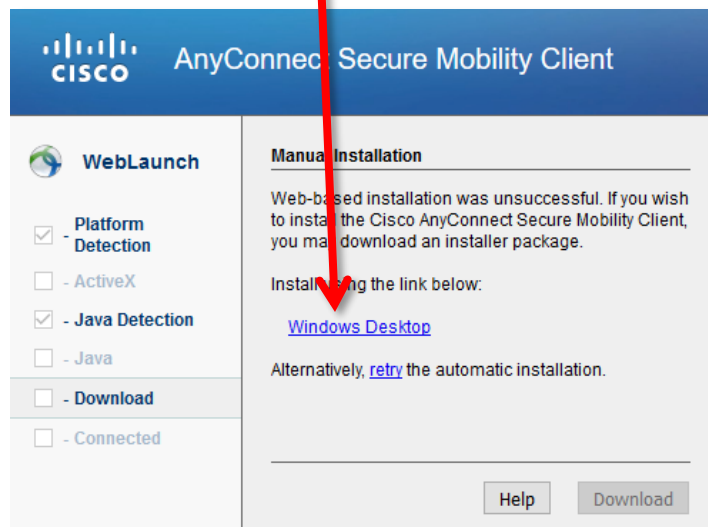 CISCO
AnyConnect Secure Mobility Client
WebLaunch
- Platform
Detection
- ActiveX
- Java Detection
- Java
- Download
- Connected
Manual Installation
Web-based installation was unsuccessful. If you wish
to install the Cisco AnyConnect Secure Mobility Client,
you may download an installer package.
Install using the link below:
Windows Desktop
Alternatively, retry the automatic installation.
Help
Download